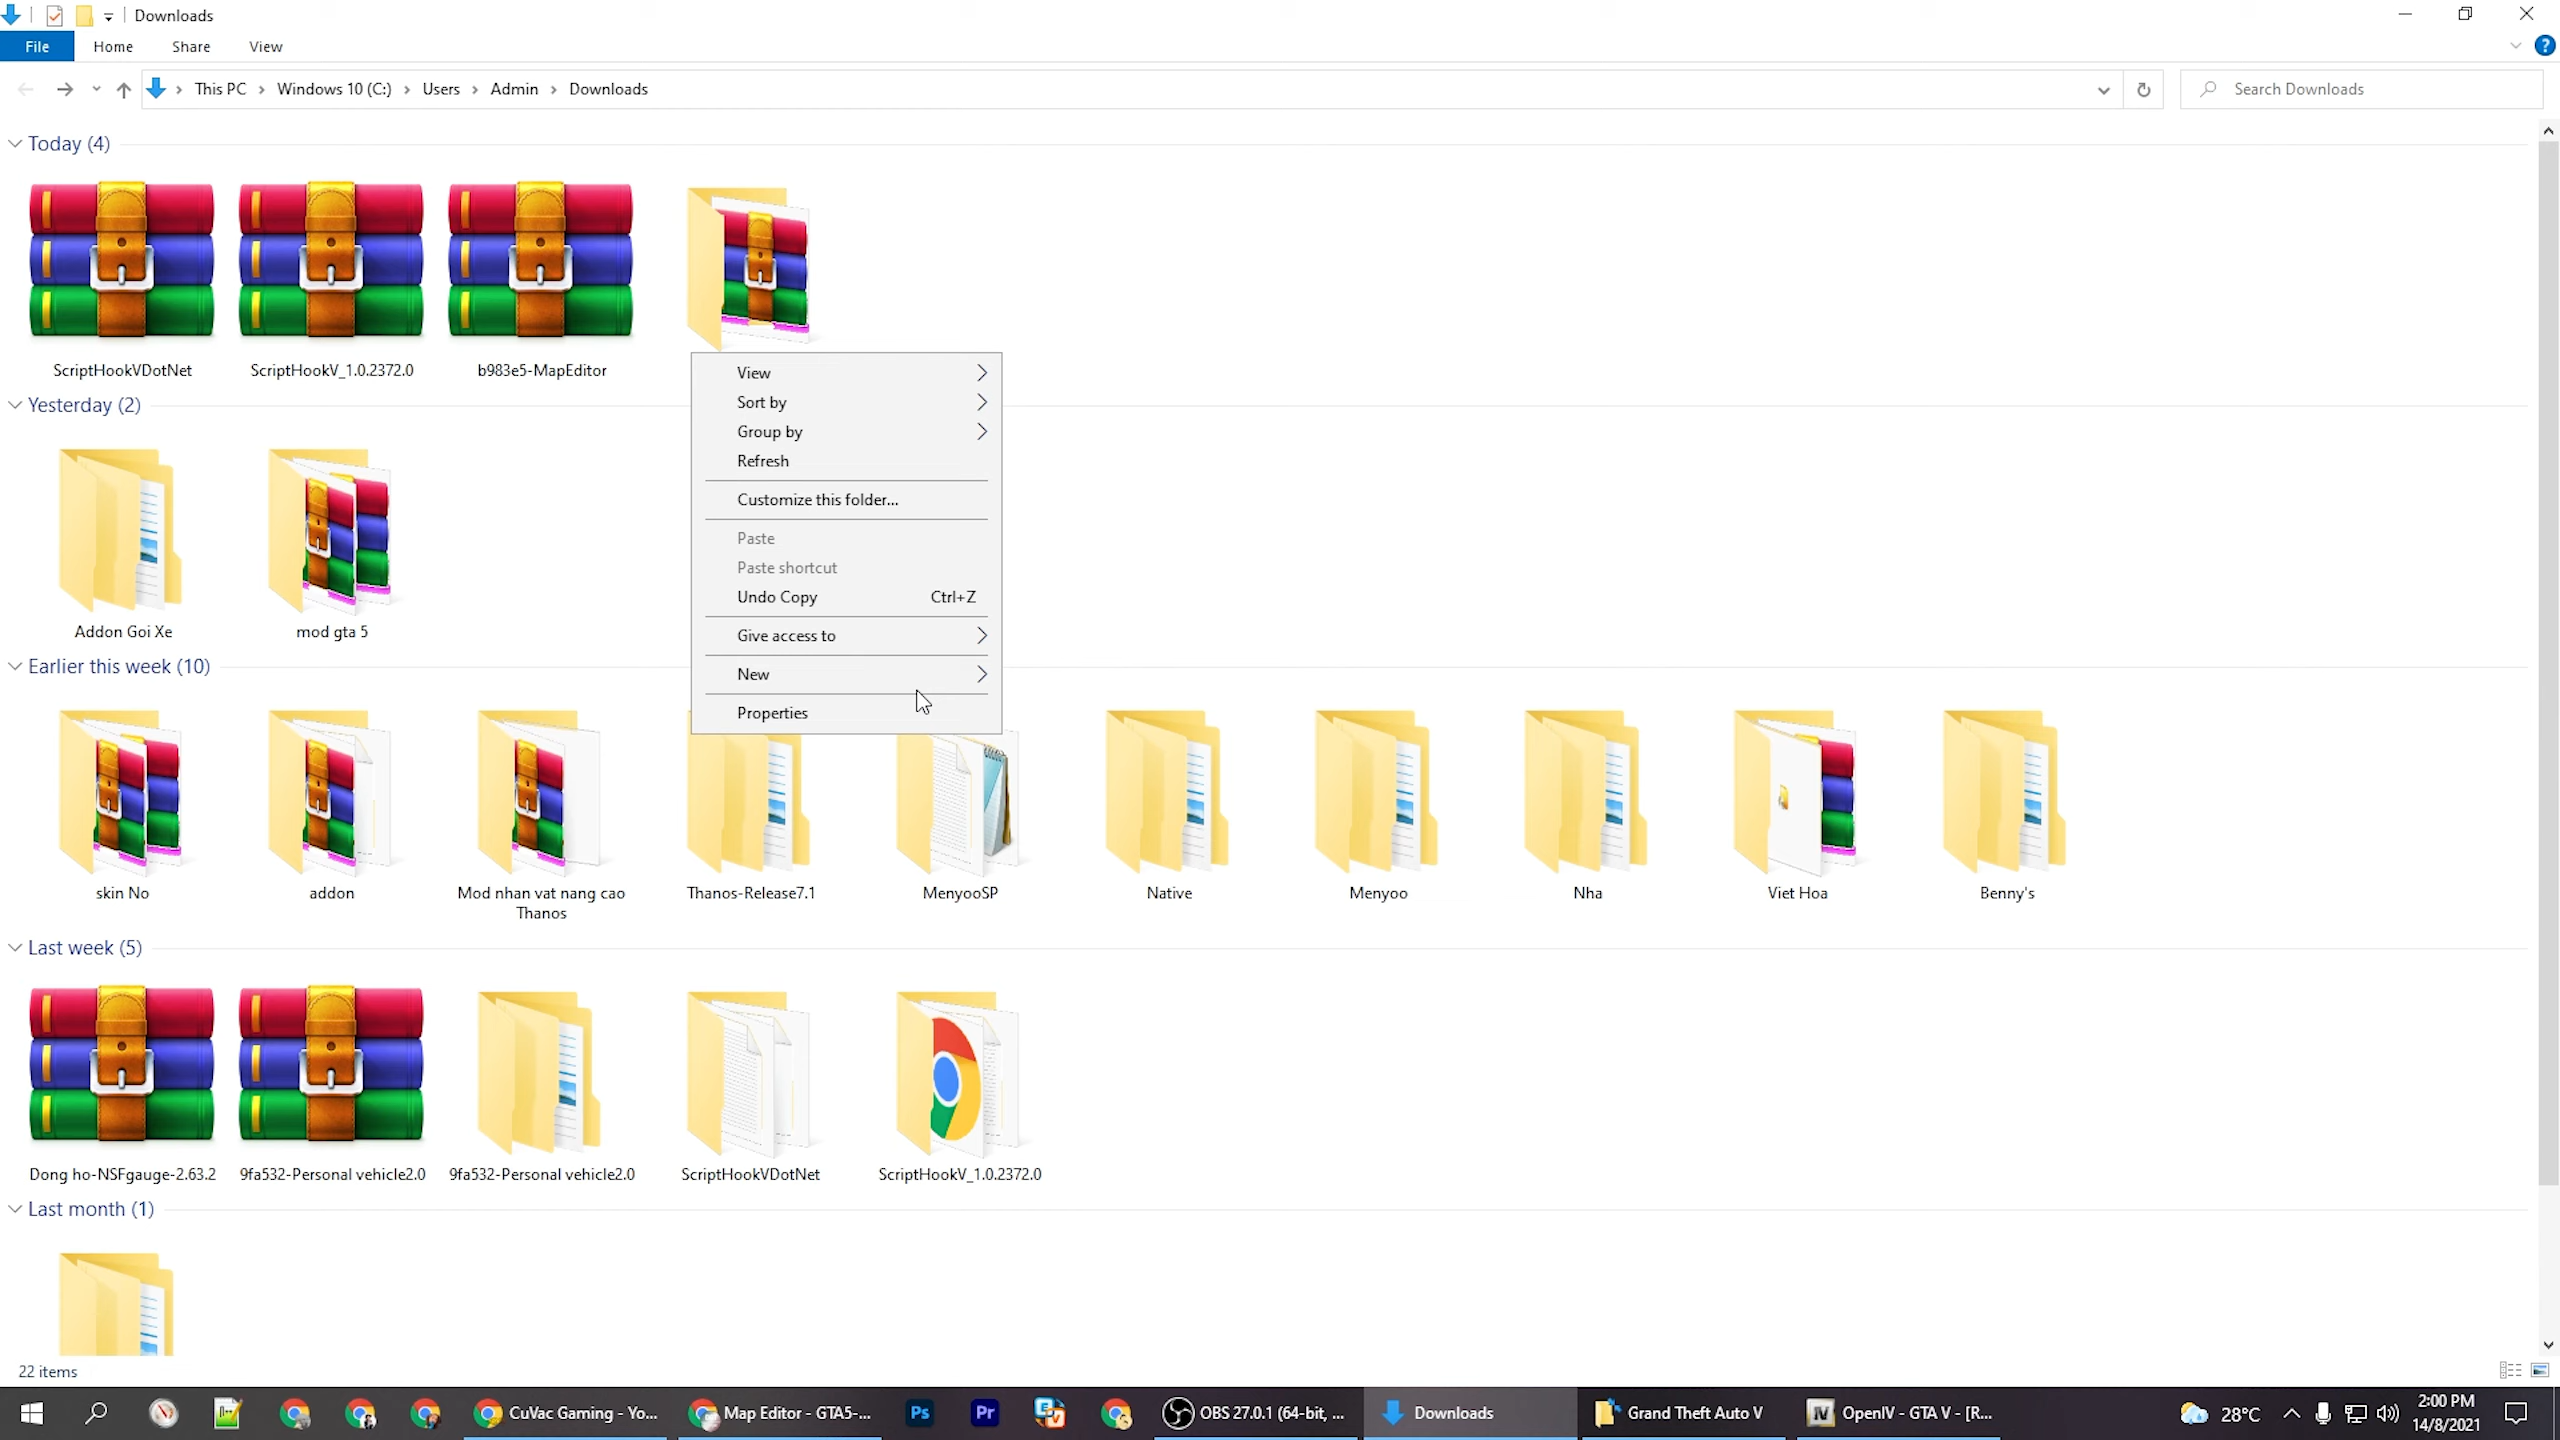 Downloads
File Home Share View
This PC Windows 10 (C:) Users Admin Downloads
Search Downloads
Today (4)
ScriptHookVDotNet ScriptHookV_1.0.2372.0 b983e5-MapEditor
View
Sort by
Group by
Refresh
Customize this folder...
Paste
Paste shortcut
Undo Copy Ctrl+Z
Give access to
New
Properties
Yesterday (2)
Addon Goi Xe mod gta 5
Earlier this week (10)
skin No addon Mod nhan vat nang cao Thanos-Release7.1 MenyooSP Native Menyoo Nha Viet Hoa Benny's
Thanos
Last week (5)
Dong ho-NSFgauge-2.63.2 9fa532-Personal vehicle2.0 9fa532-Personal vehicle2.0 ScriptHookVDotNet ScriptHookV_1.0.2372.0
Last month (1)
22 items
CuVac Gaming - Yo... Map Editor - GTA5-... Ps Pr OBS 27.0.1 (64-bit, ... Downloads Grand Theft Auto V IV OpenIV - GTA V - [R... 28°C 2:00 PM
14/8/2021